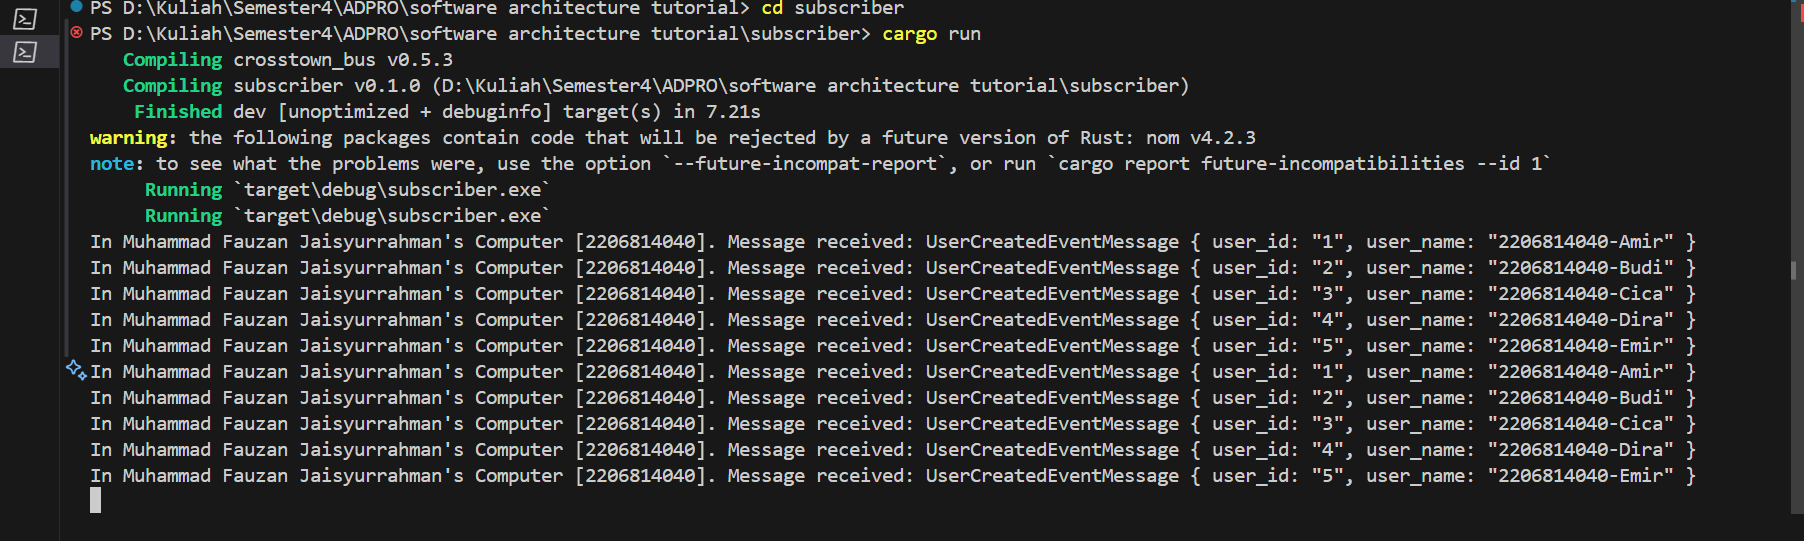 PS D:\Kuliah\Semester4\ADPRO\software architecture tutorial> cd subscriber
PS D:\Kuliah\Semester4\ADPRO\software architecture tutorial\subscriber> cargo run
Compiling crosstown_bus v0.5.3
Compiling subscriber v0.1.0 (D:\Kuliah\Semester4\ADPRO\software architecture tutorial\subscriber)
Finished dev [unoptimized + debuginfo] target(s) in 7.21s
warning: the following packages contain code that will be rejected by a future version of Rust: nom v4.2.3
note: to see what the problems were, use the option `--future-incompat-report`, or run `cargo report future-incompatibilities --id 1`
Running `target\debug\subscriber.exe`
Running `target\debug\subscriber.exe`
In Muhammad Fauzan Jaisyurrahman's Computer [2206814040]. Message received: UserCreatedEventMessage { user_id: "1", user_name: "2206814040-Amir" }
In Muhammad Fauzan Jaisyurrahman's Computer [2206814040]. Message received: UserCreatedEventMessage { user_id: "2", user_name: "2206814040-Budi" }
In Muhammad Fauzan Jaisyurrahman's Computer [2206814040]. Message received: UserCreatedEventMessage { user_id: "3", user_name: "2206814040-Cica" }
In Muhammad Fauzan Jaisyurrahman's Computer [2206814040]. Message received: UserCreatedEventMessage { user_id: "4", user_name: "2206814040-Dira" }
In Muhammad Fauzan Jaisyurrahman's Computer [2206814040]. Message received: UserCreatedEventMessage { user_id: "5", user_name: "2206814040-Emir" }
In Muhammad Fauzan Jaisyurrahman's Computer [2206814040]. Message received: UserCreatedEventMessage { user_id: "1", user_name: "2206814040-Amir" }
In Muhammad Fauzan Jaisyurrahman's Computer [2206814040]. Message received: UserCreatedEventMessage { user_id: "2", user_name: "2206814040-Budi" }
In Muhammad Fauzan Jaisyurrahman's Computer [2206814040]. Message received: UserCreatedEventMessage { user_id: "3", user_name: "2206814040-Cica" }
In Muhammad Fauzan Jaisyurrahman's Computer [2206814040]. Message received: UserCreatedEventMessage { user_id: "4", user_name: "2206814040-Dira" }
In Muhammad Fauzan Jaisyurrahman's Computer [2206814040]. Message received: UserCreatedEventMessage { user_id: "5", user_name: "2206814040-Emir" }